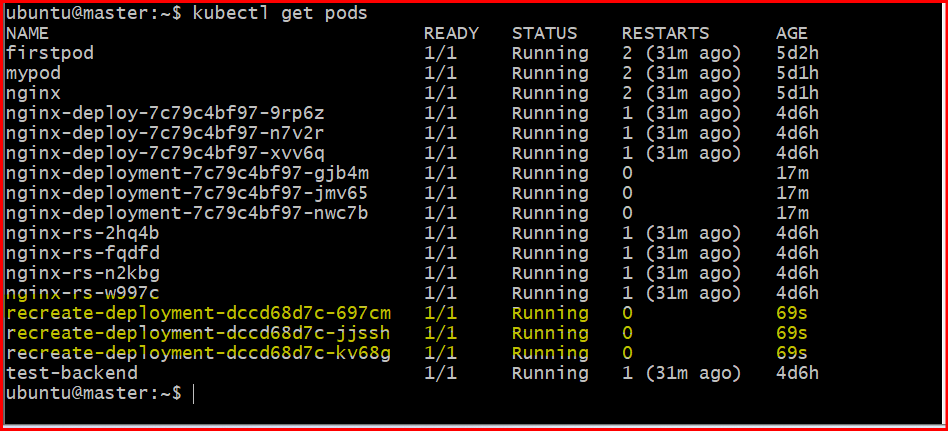 ubuntu@master:~$ kubectl get pods
NAME READY STATUS RESTARTS AGE
firstpod 1/1 Running 2 (31m ago) 5d2h
mypod 1/1 Running 2 (31m ago) 5d1h
nginx 1/1 Running 2 (31m ago) 5d1h
nginx-deploy-7c79c4bf97-9rp6z 1/1 Running 1 (31m ago) 4d6h
nginx-deploy-7c79c4bf97-n7v2r 1/1 Running 1 (31m ago) 4d6h
nginx-deploy-7c79c4bf97-xvv6q 1/1 Running 1 (31m ago) 4d6h
nginx-deployment-7c79c4bf97-gjb4m 1/1 Running 0 17m
nginx-deployment-7c79c4bf97-jmv65 1/1 Running 0 17m
nginx-deployment-7c79c4bf97-nwc7b 1/1 Running 0 17m
nginx-rs-2hq4b 1/1 Running 1 (31m ago) 4d6h
nginx-rs-fqdfd 1/1 Running 1 (31m ago) 4d6h
nginx-rs-n2kbg 1/1 Running 1 (31m ago) 4d6h
nginx-rs-w997c 1/1 Running 1 (31m ago) 4d6h
recreate-deployment-dccd68d7c-697cm 1/1 Running 0 69s
recreate-deployment-dccd68d7c-jjssh 1/1 Running 0 69s
recreate-deployment-dccd68d7c-kv68g 1/1 Running 0 69s
test-backend 1/1 Running 1 (31m ago) 4d6h
ubuntu@master:~$